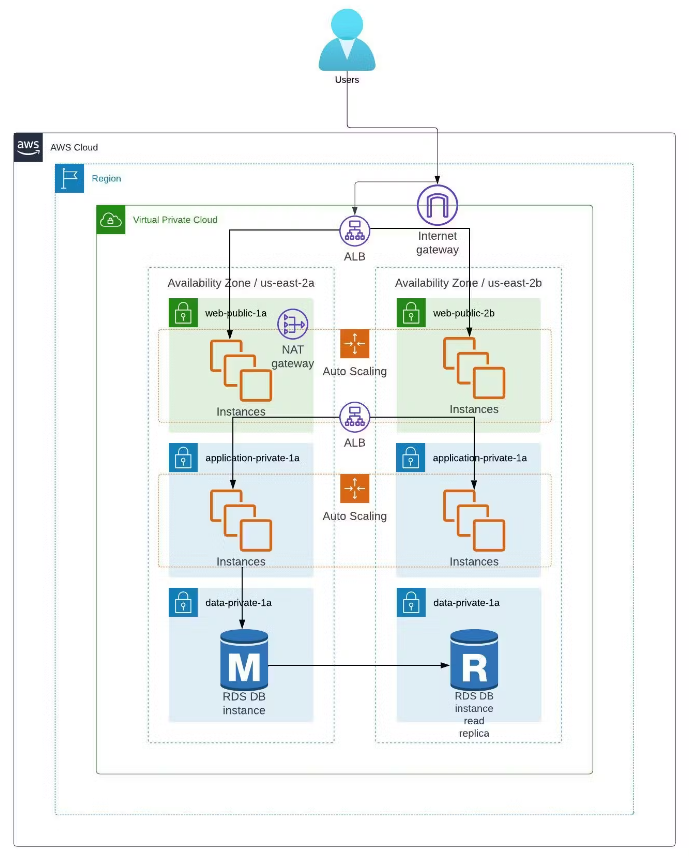 Users
aws
AWS Cloud
Region
Virtual Private Cloud
Internet
gateway
ALB
Availability Zone / us-east-2a
Availability Zone / us-east-2b
web-public-1a
web-public-2b
NAT
gateway
Auto Scaling
Instances
Instances
ALB
application-private-1a
application-private-1a
Auto Scaling
Instances
Instances
data-private-1a
data-private-1a
M
R
RDS DB
instance
RDS DB
instance
read
replica